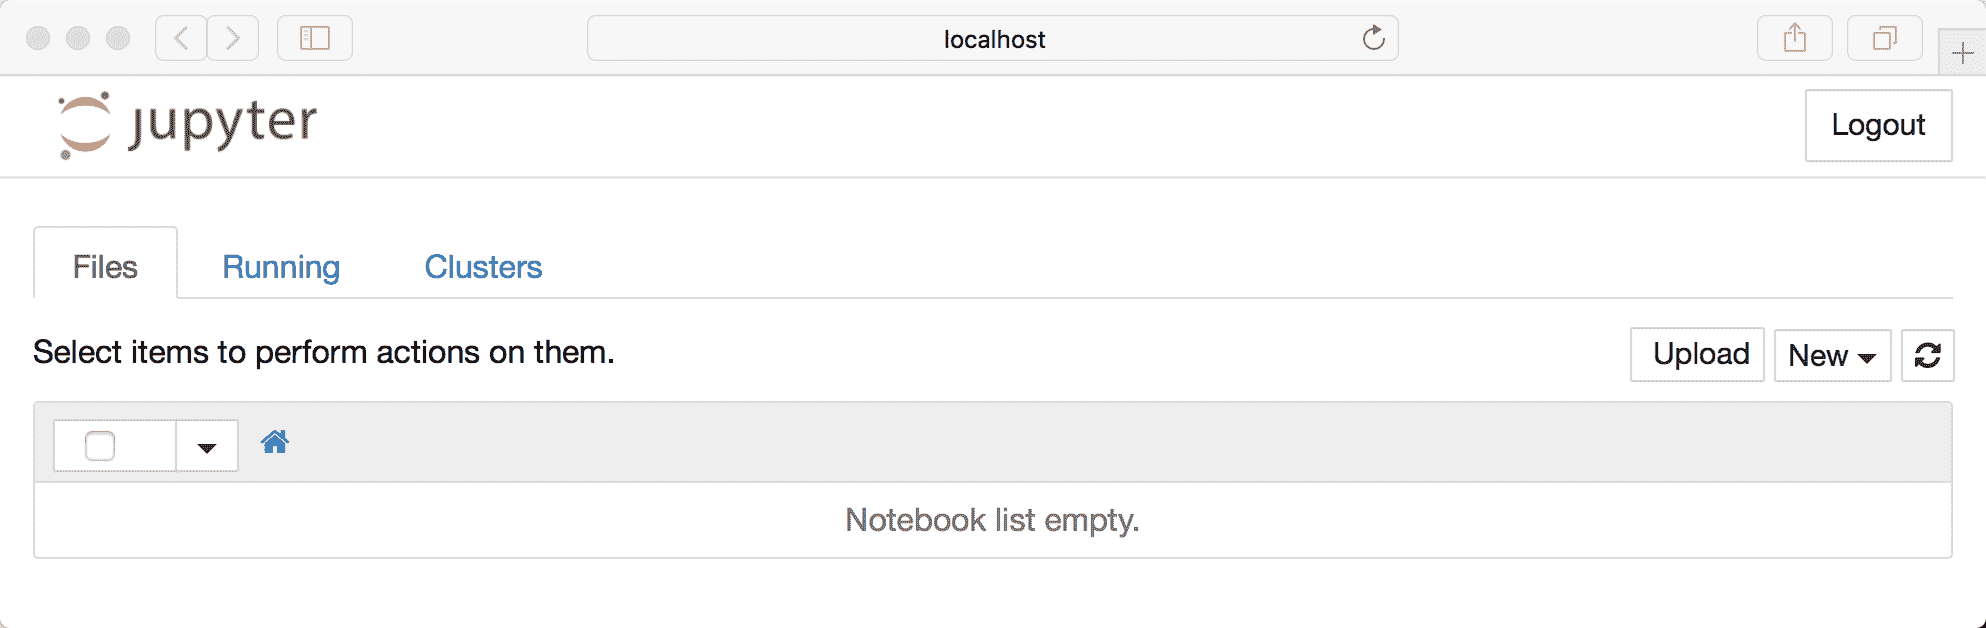 localhost
jupyter
Logout
Files Running Clusters
Select items to perform actions on them.
Upload New
Notebook list empty.